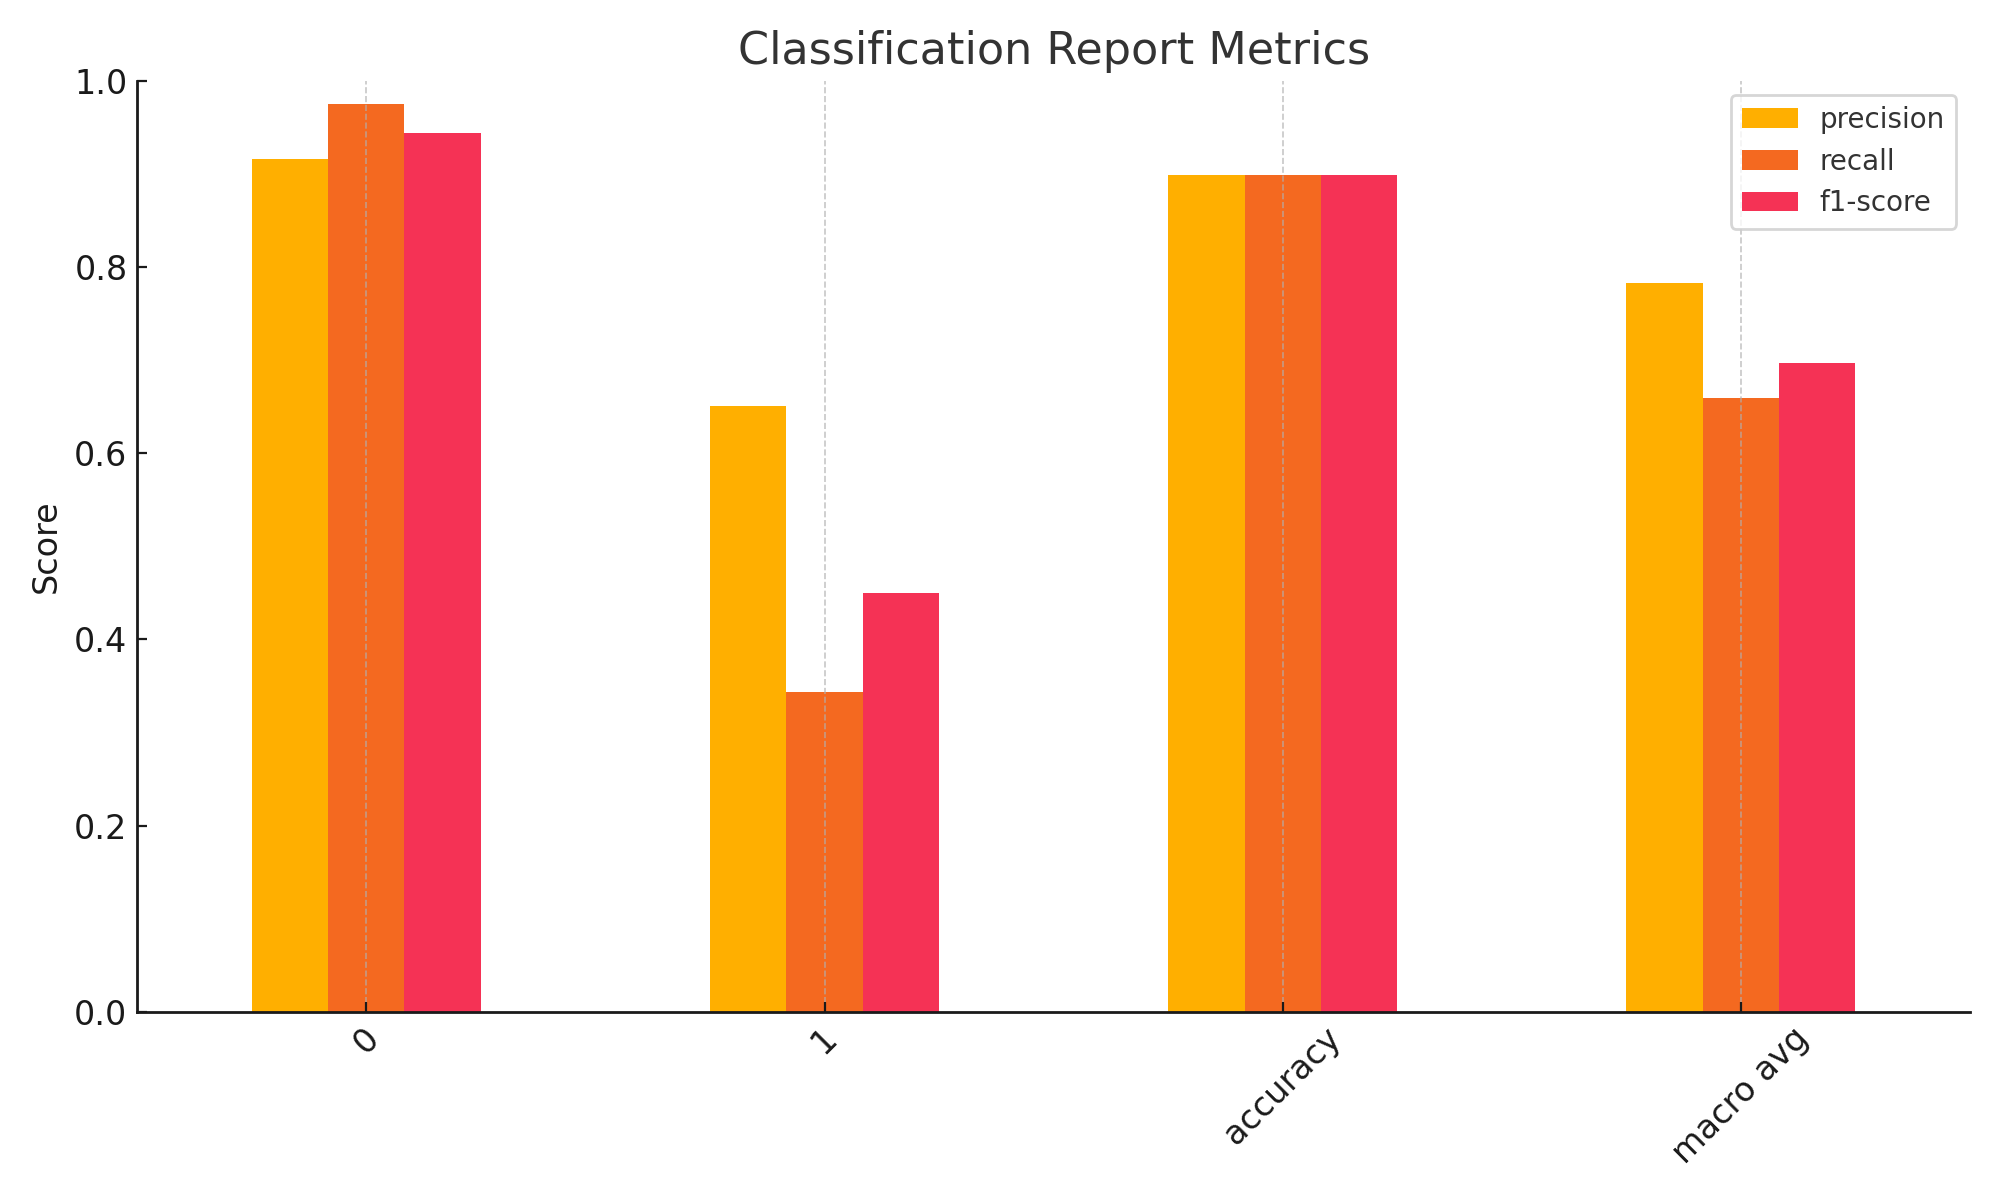 Classification Report Metrics
1.0
0.8
0.6
0.4
0.2
0.0
Score
precision
recall
f1-score
0
1
accuracy
macro avg